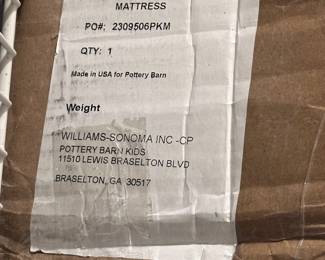 MATTRESS
PO#: 2309506PKM
QTY: 1
Made in USA for Pottery Barn
Weight
WILLIAMS-SONOMA INC -CP
POTTERY BARN KIDS
11510 LEWIS BRASELTON BLVD
BRASELTON, GA 30517